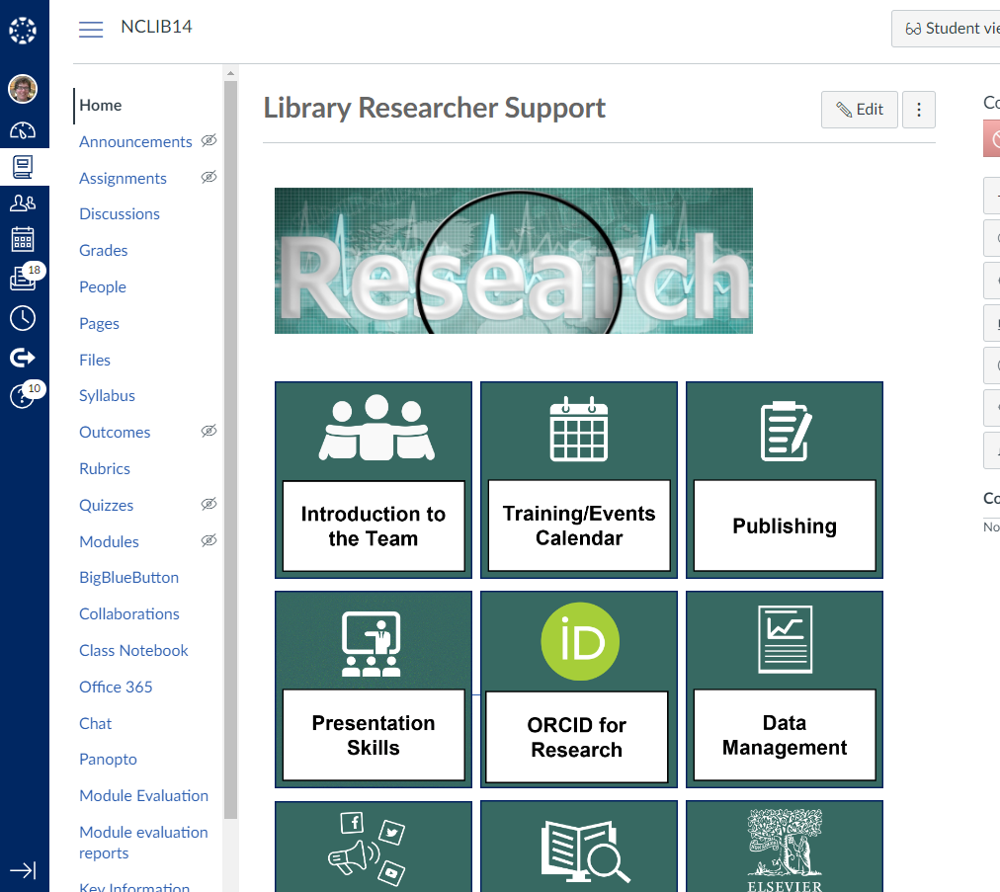 NCLIB14
Student vie
18
10
Home
Announcements
Assignments
Discussions
Grades
People
Pages
Files
Syllabus
Outcomes
Rubrics
Quizzes
Modules
BigBlueButton
Collaborations
Class Notebook
Office 365
Chat
Panopto
Module Evaluation
Module evaluation
reports
Key Information
Library Researcher Support
Edit
Research
Introduction to
the Team
Training/Events
Calendar
Publishing
Presentation
Skills
iD
ORCID for
Research
Data
Management
f
ELSEVIER
Co
Co
No